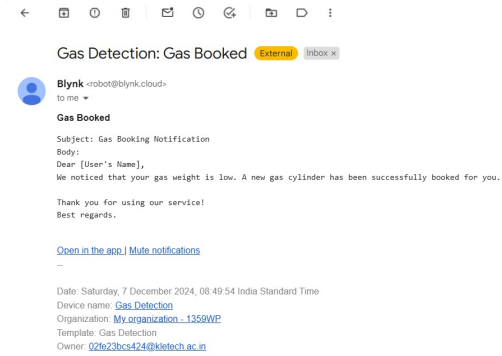 Gas Detection: Gas Booked External Inbox ×
Blynk <robot@blynk.cloud>
to me
Gas Booked
Subject: Gas Booking Notification
Body:
Dear [User's Name],
We noticed that your gas weight is low. A new gas cylinder has been successfully booked for you.
Thank you for using our service!
Best regards.
Open in the app | Mute notifications
--
Date: Saturday, 7 December 2024, 08:49:54 India Standard Time
Device name: Gas Detection
Organization: My organization - 1359WP
Template: Gas Detection
Owner: 02fe23bcs424@kletech.ac.in